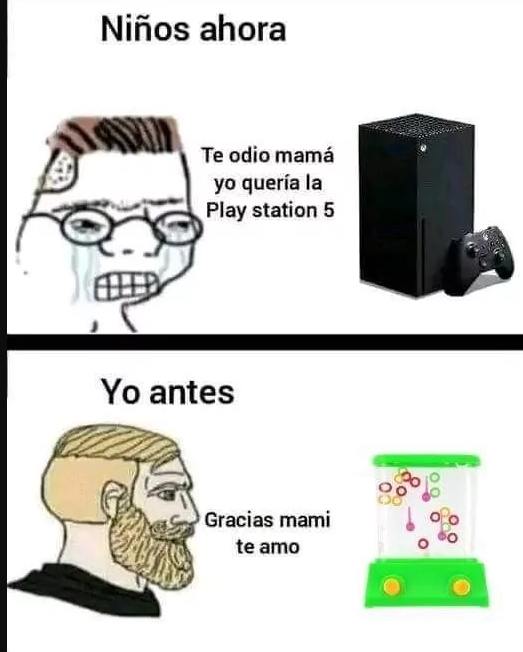 Niños ahora
Te odio mamá
yo quería la
Play station 5
Yo antes
Gracias mami
te amo